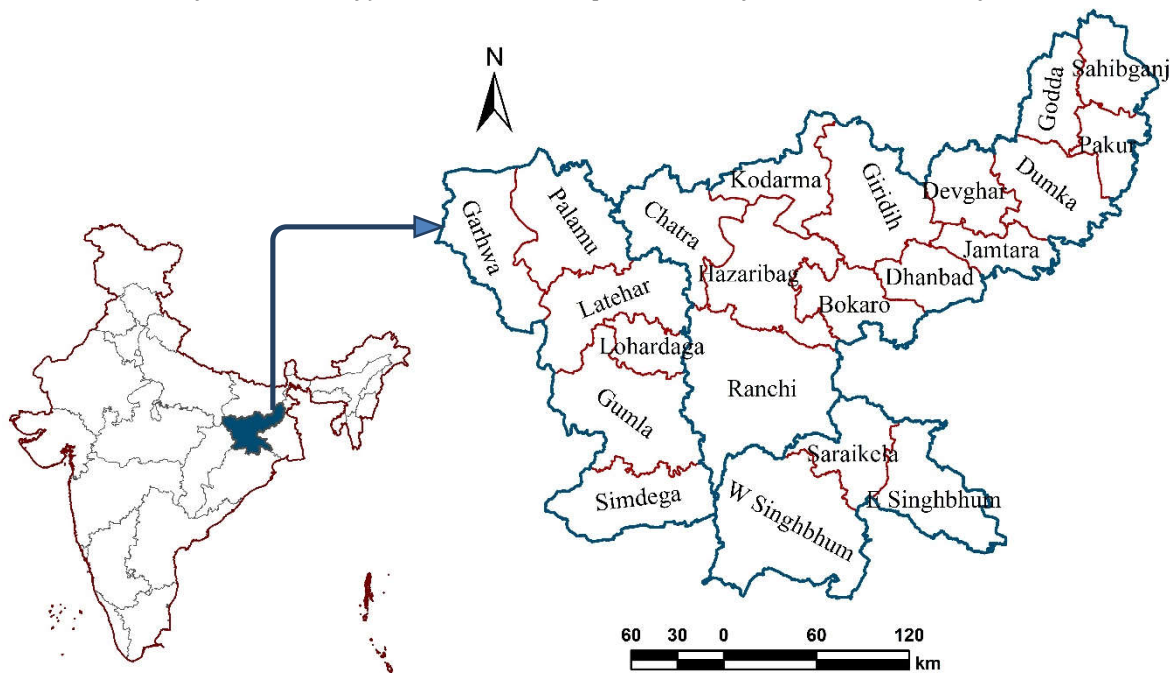 N
Sahibganj
Godda
Pakur
Kodarma
Devghar
Dumka
Giridih
Palamu
Chatra
Garhwa
Jamtara
Hazaribag
Dhanbad
Latehar
Bokaro
Lohardaga
Ranchi
Gumla
Saraikela
Simdega
W Singhbhum
E Singhbhum
60 30 0 60 120
km